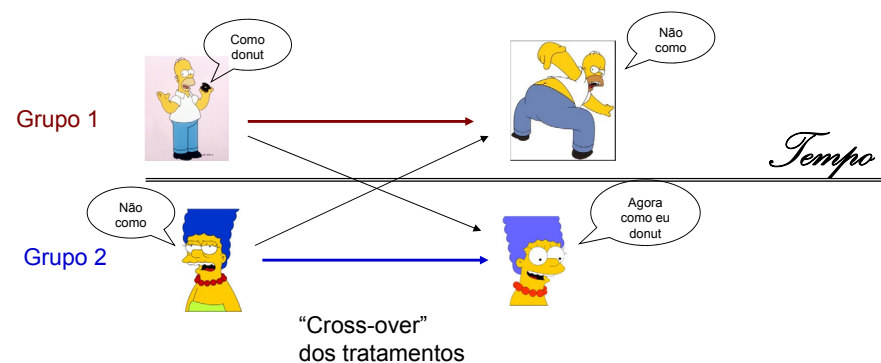 Como
donut
Não
como
Grupo 1
Tempo
Não
como
Agora
como eu
donut
Grupo 2
“Cross-over”
dos tratamentos